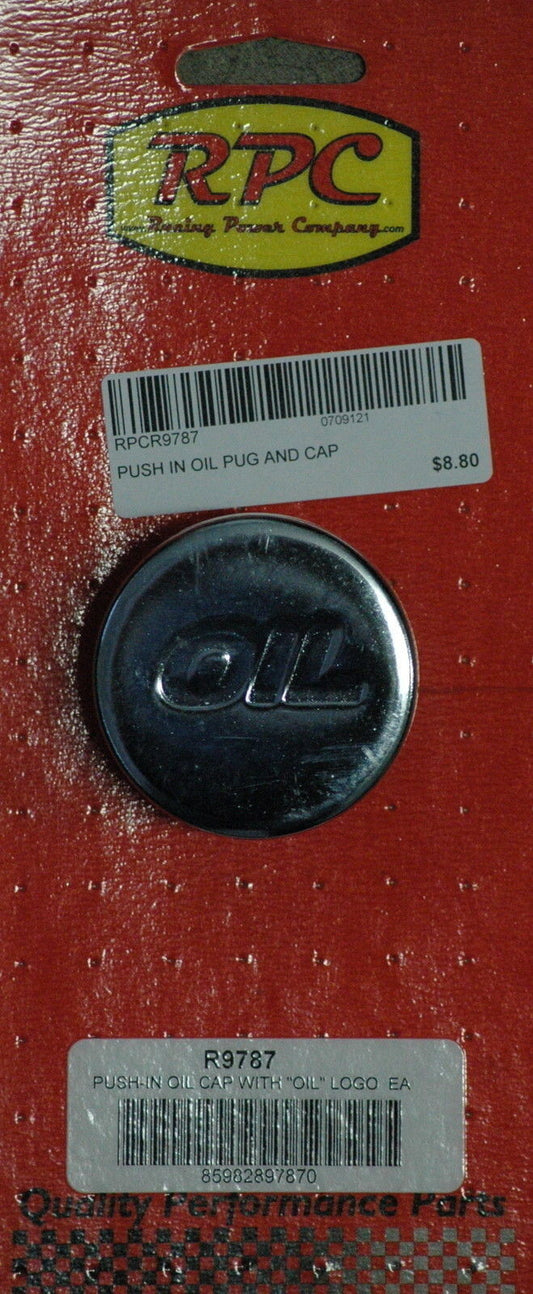 RPC
www.Racing Power Company.com
0709121
RPCR9787
PUSH IN OIL PUG AND CAP
$8.80
OIL
R9787
PUSH-IN OIL CAP WITH "OIL" LOGO EA
85982897870
Quality Performance Parts